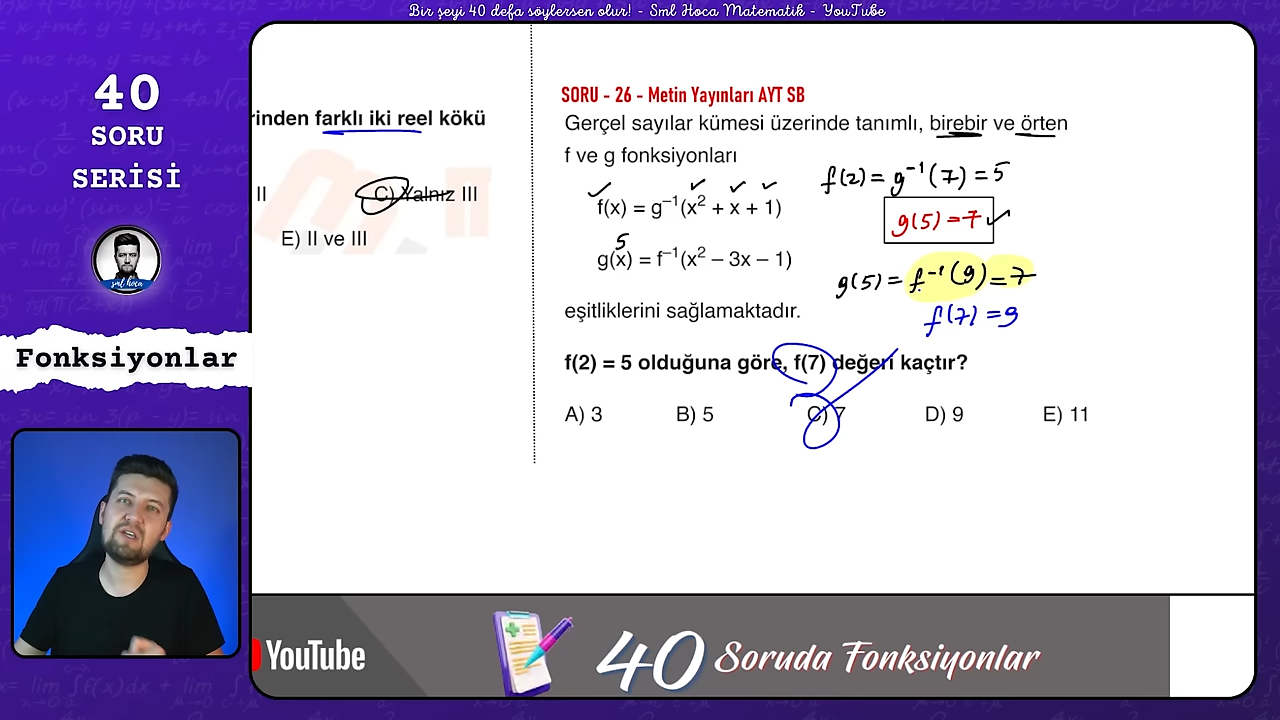 Bir şeyi 40 defa söylersen olur! - Sml Hoca Matematik - YouTube
40
SORU
SERİSİ
sml hoca
Fonksiyonlar
rinden farklı iki reel kökü
II
C) Yalnız III
E) II ve III
SORU - 26 - Metin Yayınları AYT SB
Gerçel sayılar kümesi üzerinde tanımlı, birebir ve örten
f ve g fonksiyonları
f(x) = g⁻¹(x² + x + 1)
5
g(x) = f⁻¹(x² – 3x – 1)
eşitliklerini sağlamaktadır.
f(2) = g⁻¹(7) = 5
g(5) = 7
g(5) = f⁻¹(9) = 7
f(7) = 9
f(2) = 5 olduğuna göre, f(7) değeri kaçtır?
A) 3 B) 5 C) 7 D) 9 E) 11
YouTube
40 Soruda Fonksiyonlar